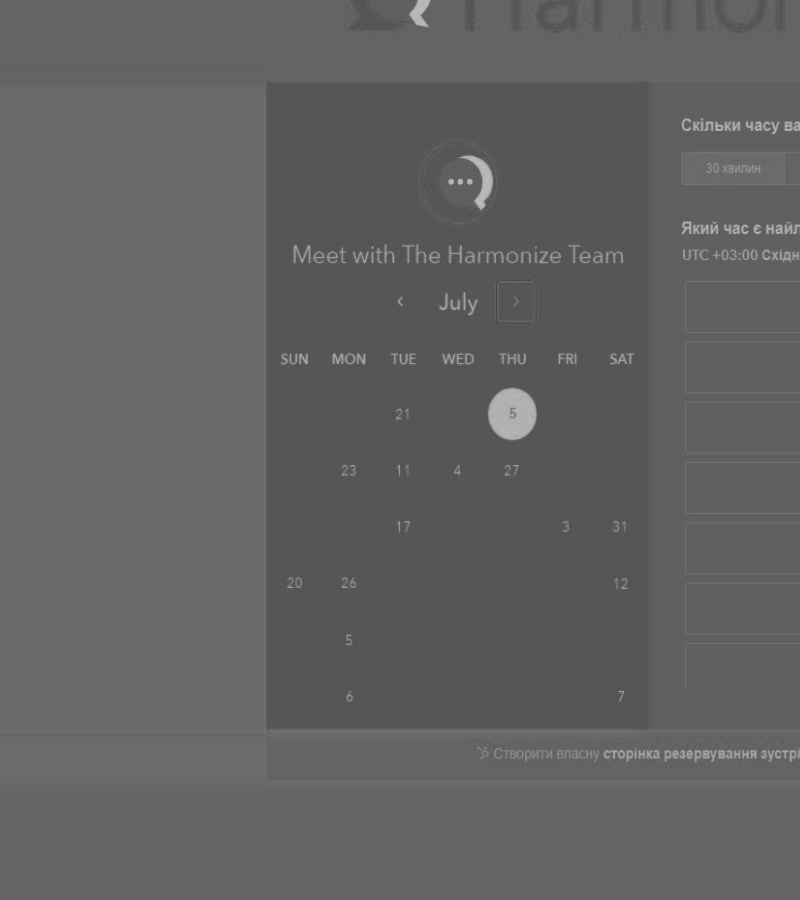 Harmon
Meet with The Harmonize Team
July
SUN MON TUE WED THU FRI SAT
21 5
23 11 4 27
17 3 31
20 26 12
5
6 7
Скільки часу ва
30 хвилин
Який час є найл
UTC +03:00 Східн
Створити власну сторінка резервування зустрі